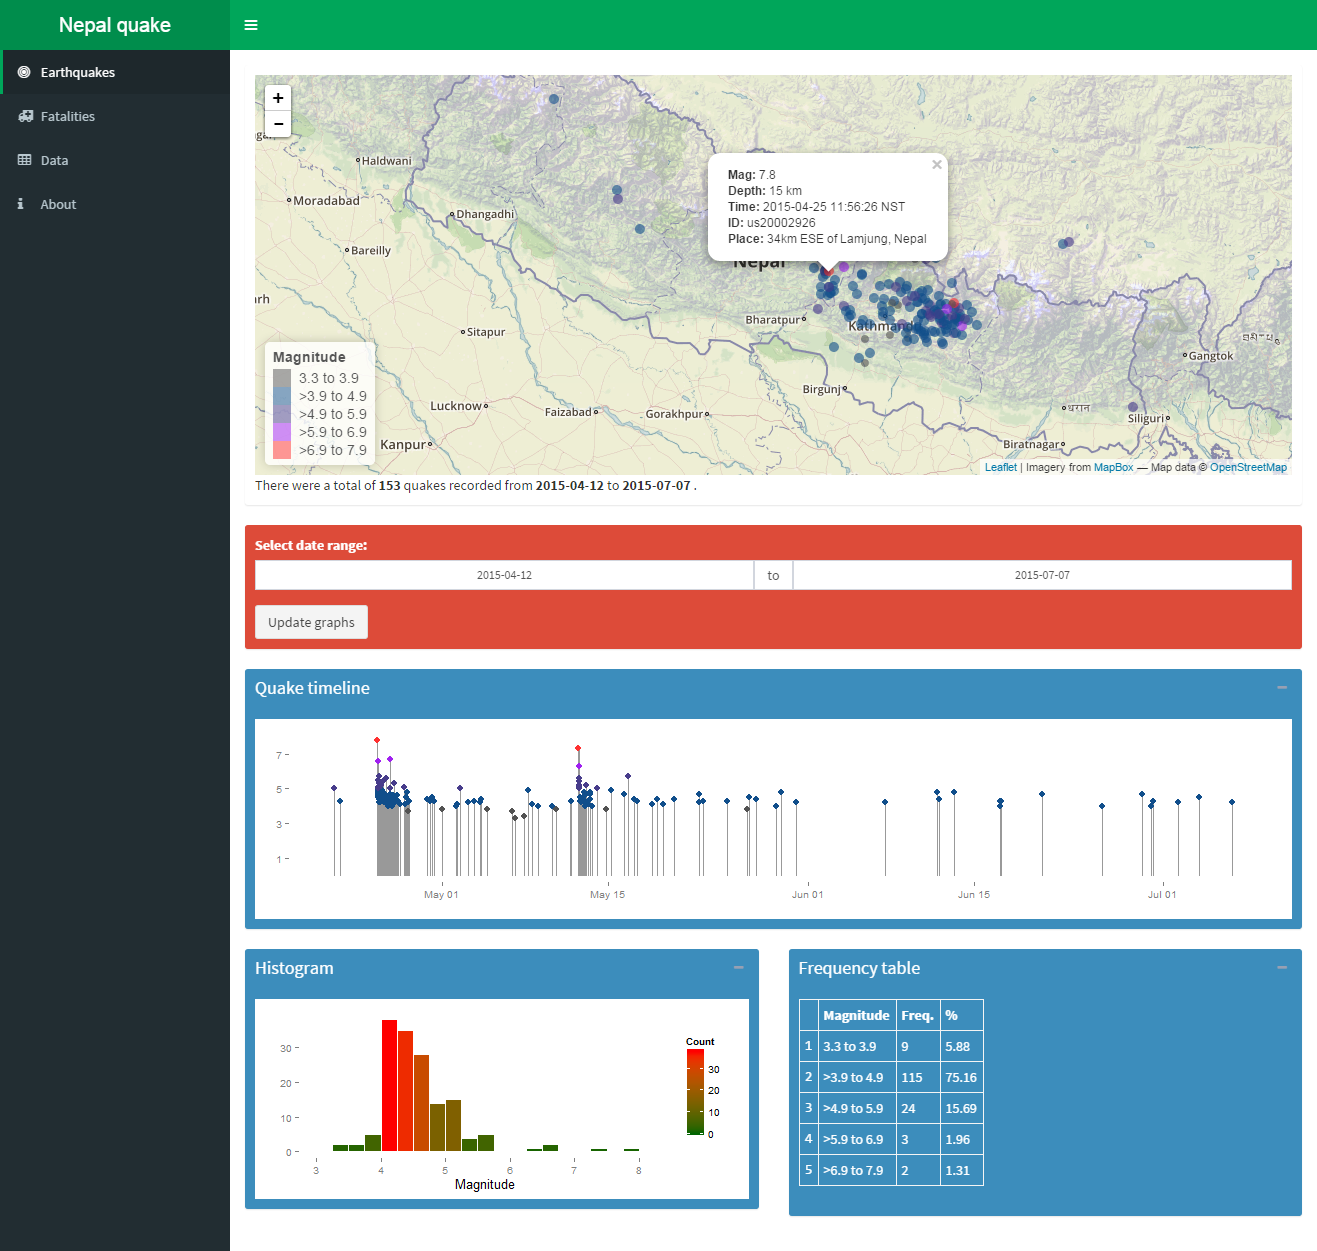 Nepal quake
Earthquakes
Fatalities
Data
About
+
−
Haldwani
Moradabad
Dhangadhi
Bareilly
Sitapur
Lucknow
Faizabad
Gorakhpur
Kanpur
Nepal
Bharatpur
Birgunj
Gangtok
धरान
Siliguri
Biratnagar
×
Mag: 7.8
Depth: 15 km
Time: 2015-04-25 11:56:26 NST
ID: us20002926
Place: 34km ESE of Lamjung, Nepal
Magnitude
3.3 to 3.9
>3.9 to 4.9
>4.9 to 5.9
>5.9 to 6.9
>6.9 to 7.9
Leaflet | Imagery from MapBox — Map data © OpenStreetMap
There were a total of 153 quakes recorded from 2015-04-12 to 2015-07-07 .
Select date range:
2015-04-12 to 2015-07-07
Update graphs
Quake timeline
7
5
3
1
May 01 May 15 Jun 01 Jun 15 Jul 01
Histogram
30
20
10
0
3 4 5 6 7 8
Magnitude
Count
30
20
10
0
Frequency table
Magnitude Freq. %
1 3.3 to 3.9 9 5.88
2 >3.9 to 4.9 115 75.16
3 >4.9 to 5.9 24 15.69
4 >5.9 to 6.9 3 1.96
5 >6.9 to 7.9 2 1.31